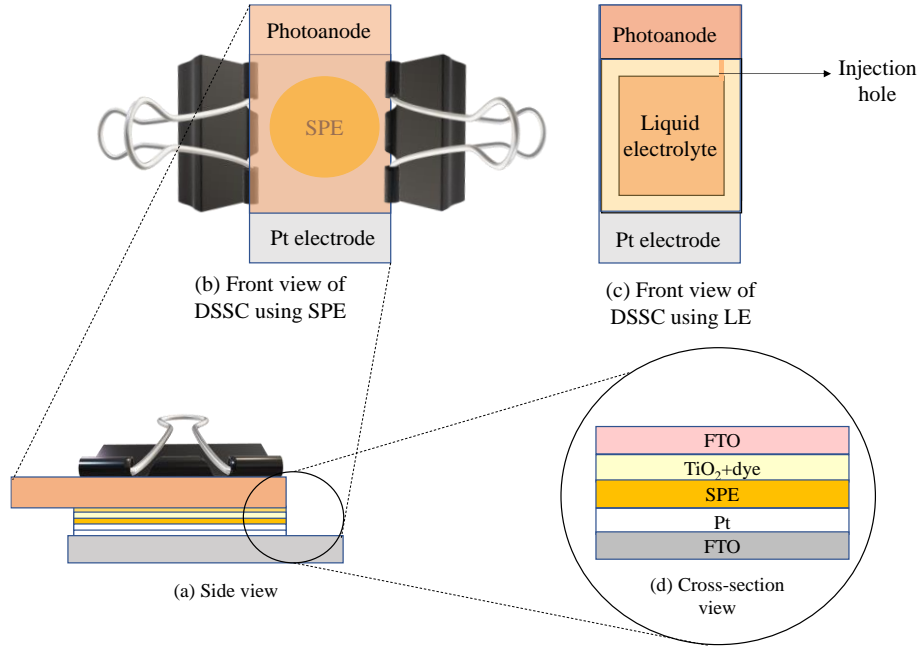 Photoanode
SPE
Pt electrode
(b) Front view of
DSSC using SPE
Photoanode
Injection
hole
Liquid
electrolyte
Pt electrode
(c) Front view of
DSSC using LE
(a) Side view
FTO
TiO₂+dye
SPE
Pt
FTO
(d) Cross-section
view